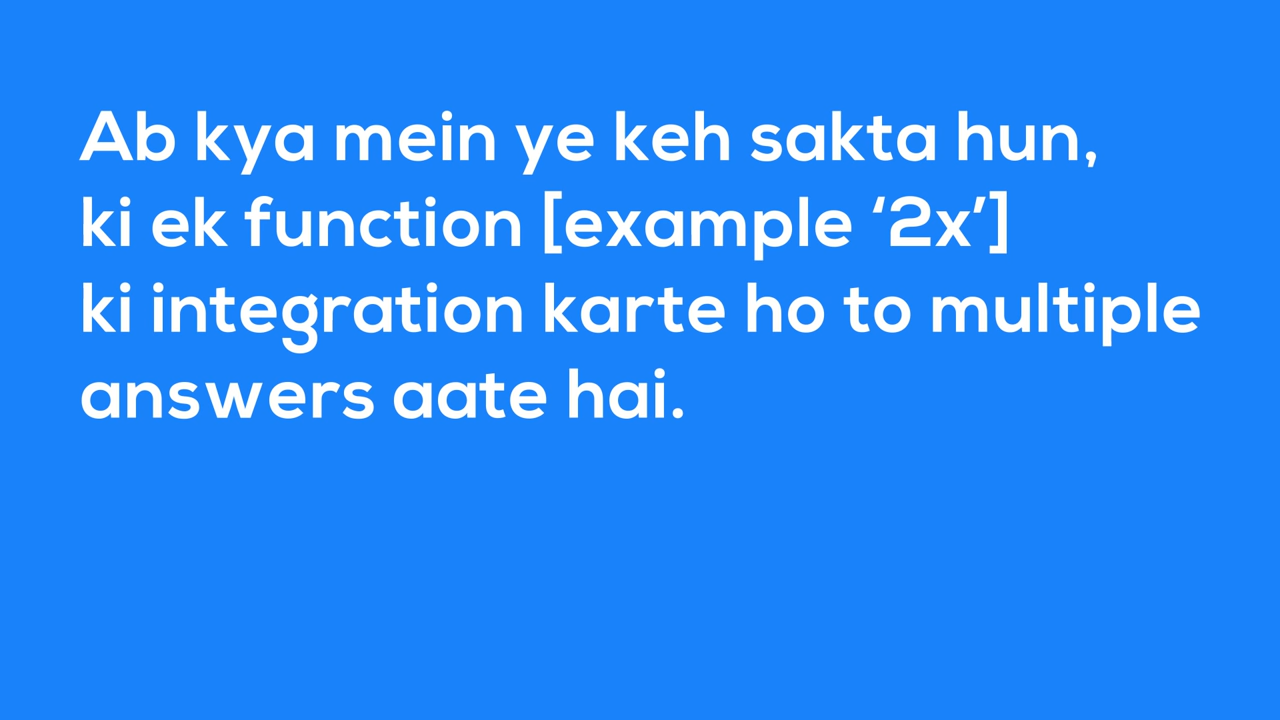 Ab kya mein ye keh sakta hun,
ki ek function [example ‘2x’]
ki integration karte ho to multiple
answers aate hai.